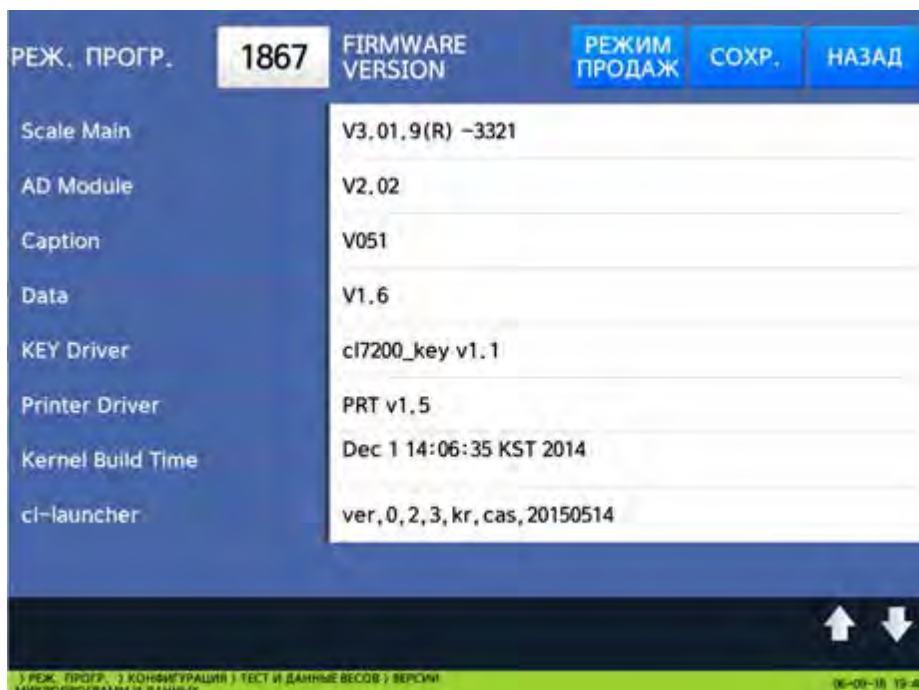 РЕЖ. ПРОГР. 1867 FIRMWARE VERSION РЕЖИМ ПРОДАЖ СОХР. НАЗАД
Scale Main V3.01.9(R) -3321
AD Module V2.02
Caption V051
Data V1.6
KEY Driver cl7200_key v1.1
Printer Driver PRT v1.5
Kernel Build Time Dec 1 14:06:35 KST 2014
cl-launcher ver,0,2,3,kr,cas,20150514
) РЕЖ. ПРОГР. ) КОНФИГУРАЦИЯ ) ТЕСТ И ДАННЫЕ ВЕСОВ ) ВЕРСИИ
МИКРОПРОГРАММ И ДАННЫХ